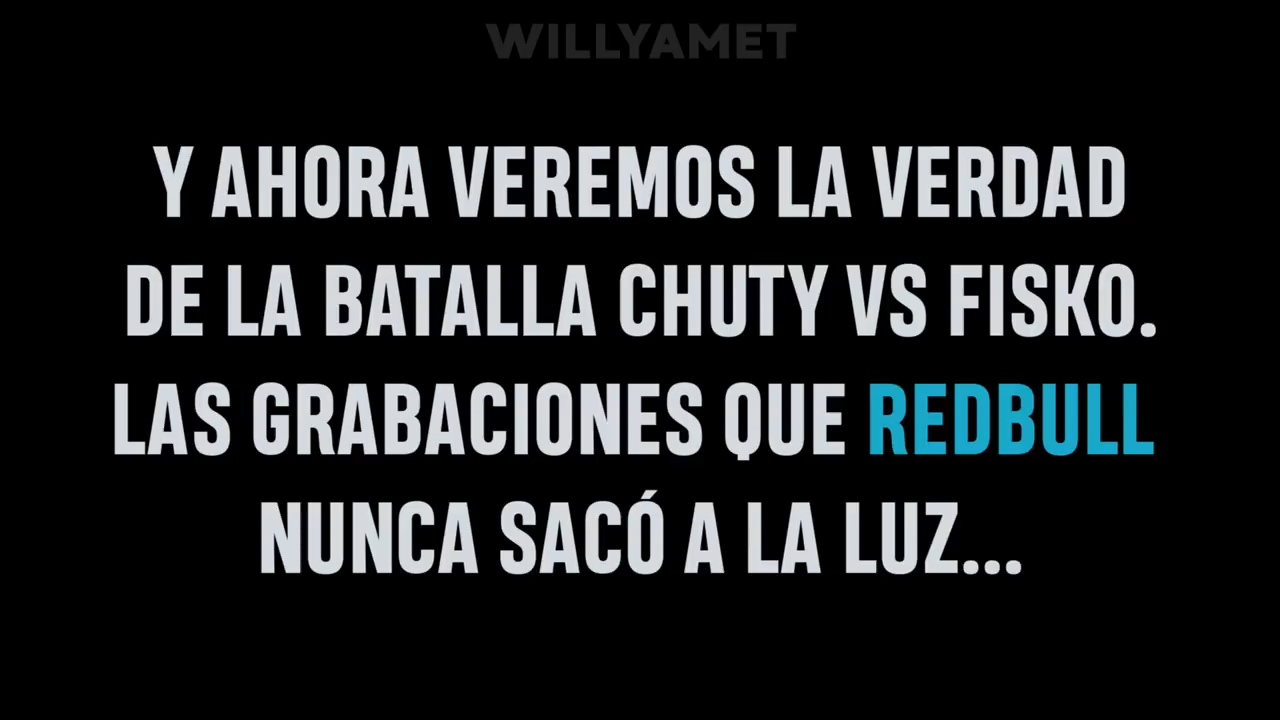 WILLYAMET
Y AHORA VEREMOS LA VERDAD
DE LA BATALLA CHUTY VS FISKO.
LAS GRABACIONES QUE REDBULL
NUNCA SACÓ A LA LUZ...